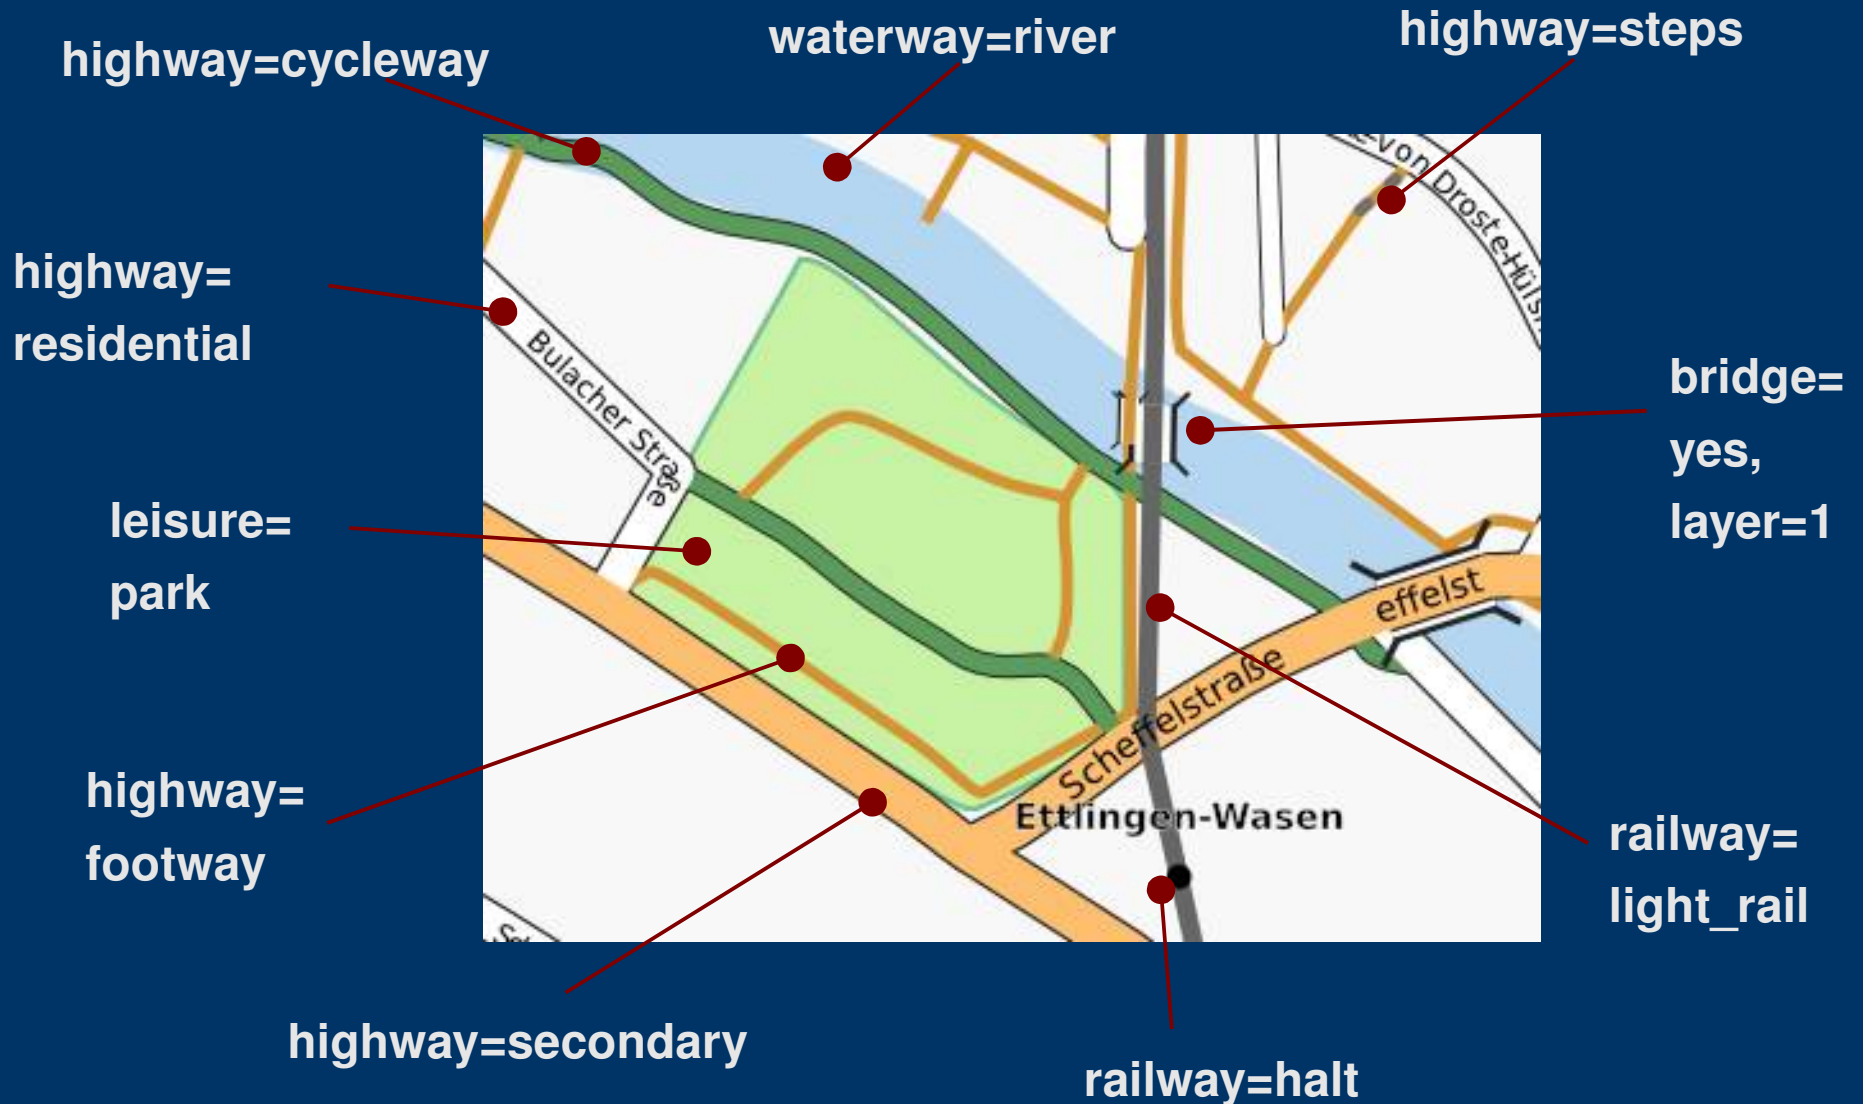 highway=cycleway
waterway=river
highway=steps
highway=
residential
bridge=
yes,
layer=1
leisure=
park
highway=
footway
railway=
light_rail
highway=secondary
railway=halt
Droste-Hüls
Bulacher Straße
effelst
Scheffelstraße
Ettlingen-Wasen